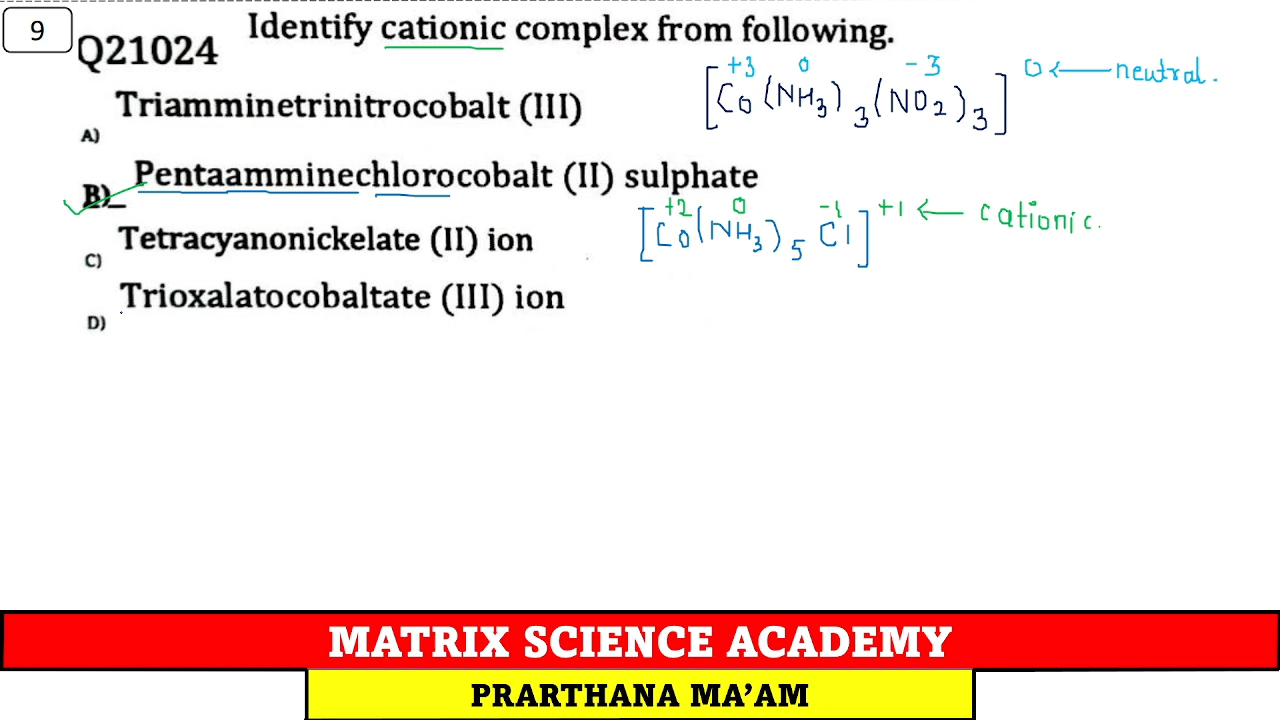 9
Q21024
Identify cationic complex from following.
A) Triamminetrinitrocobalt (III)
+3 0 -3
[Co(NH3)3(NO2)3] 0 ← neutral.
B) Pentaamminechlorocobalt (II) sulphate
+2 0 -1
[Co(NH3)5Cl] +1 ← cationic.
C) Tetracyanonickelate (II) ion
D) Trioxalatocobaltate (III) ion
MATRIX SCIENCE ACADEMY
PRARTHANA MA’AM